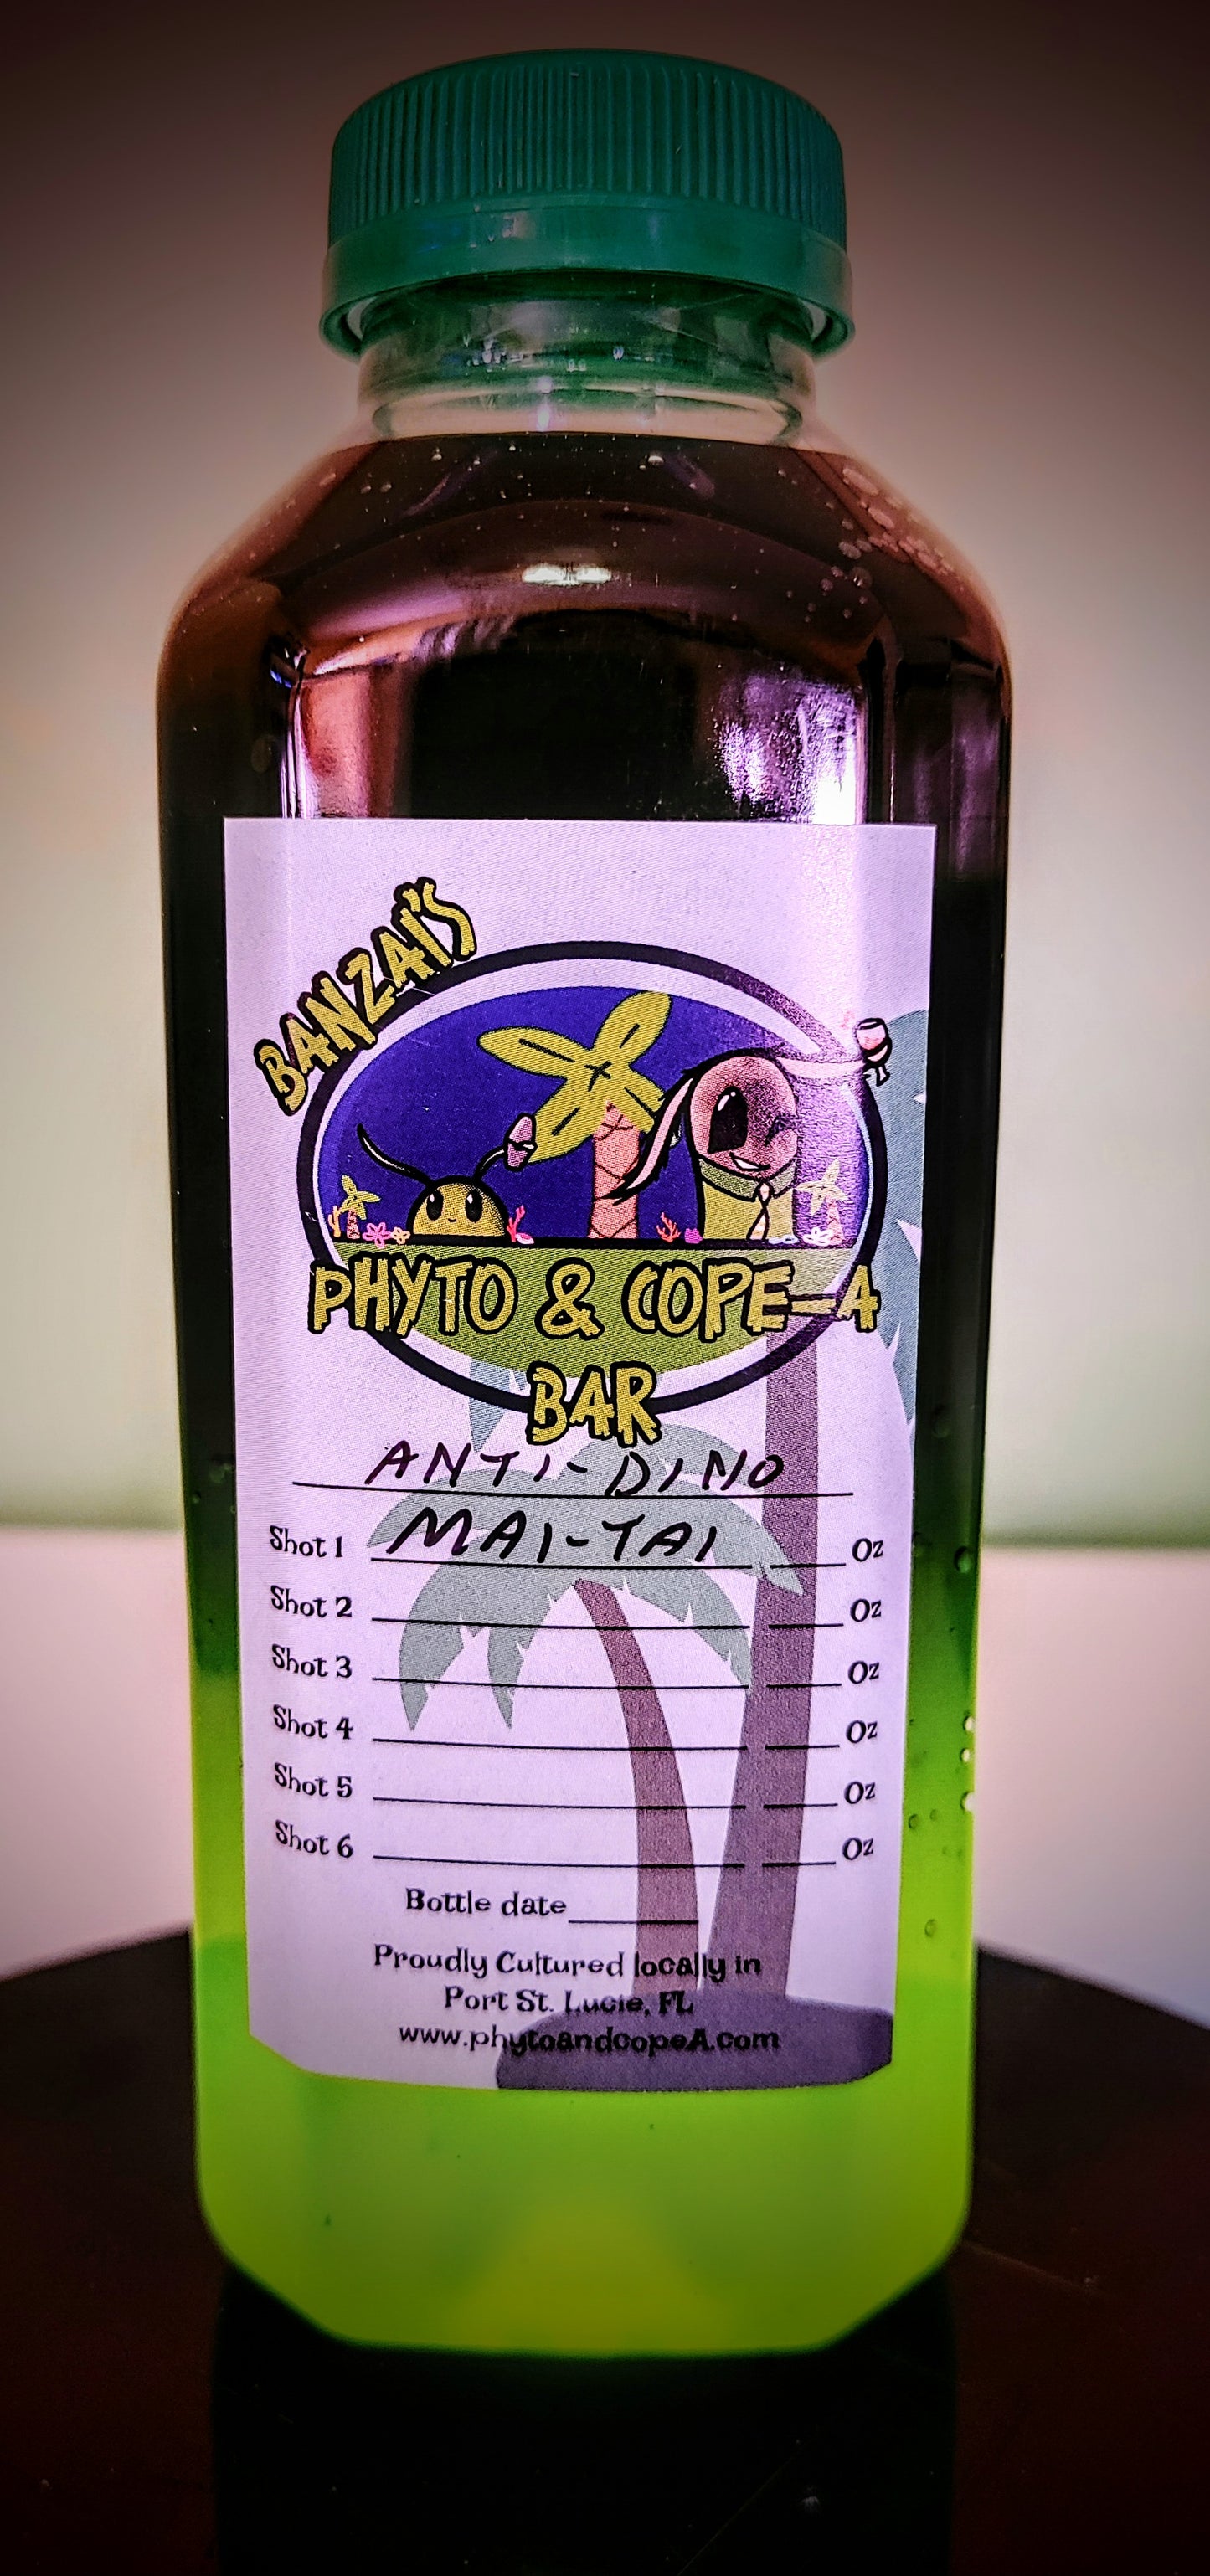 BANZAI'S
PHYTO & COPE-A
BAR
ANTI-DINO
Shot 1 MAI-TAI Oz
Shot 2 Oz
Shot 3 Oz
Shot 4 Oz
Shot 5 Oz
Shot 6 Oz
Bottle date
Proudly Cultured locally in
Port St. Lucie, FL
www.phytoandcopeA.com